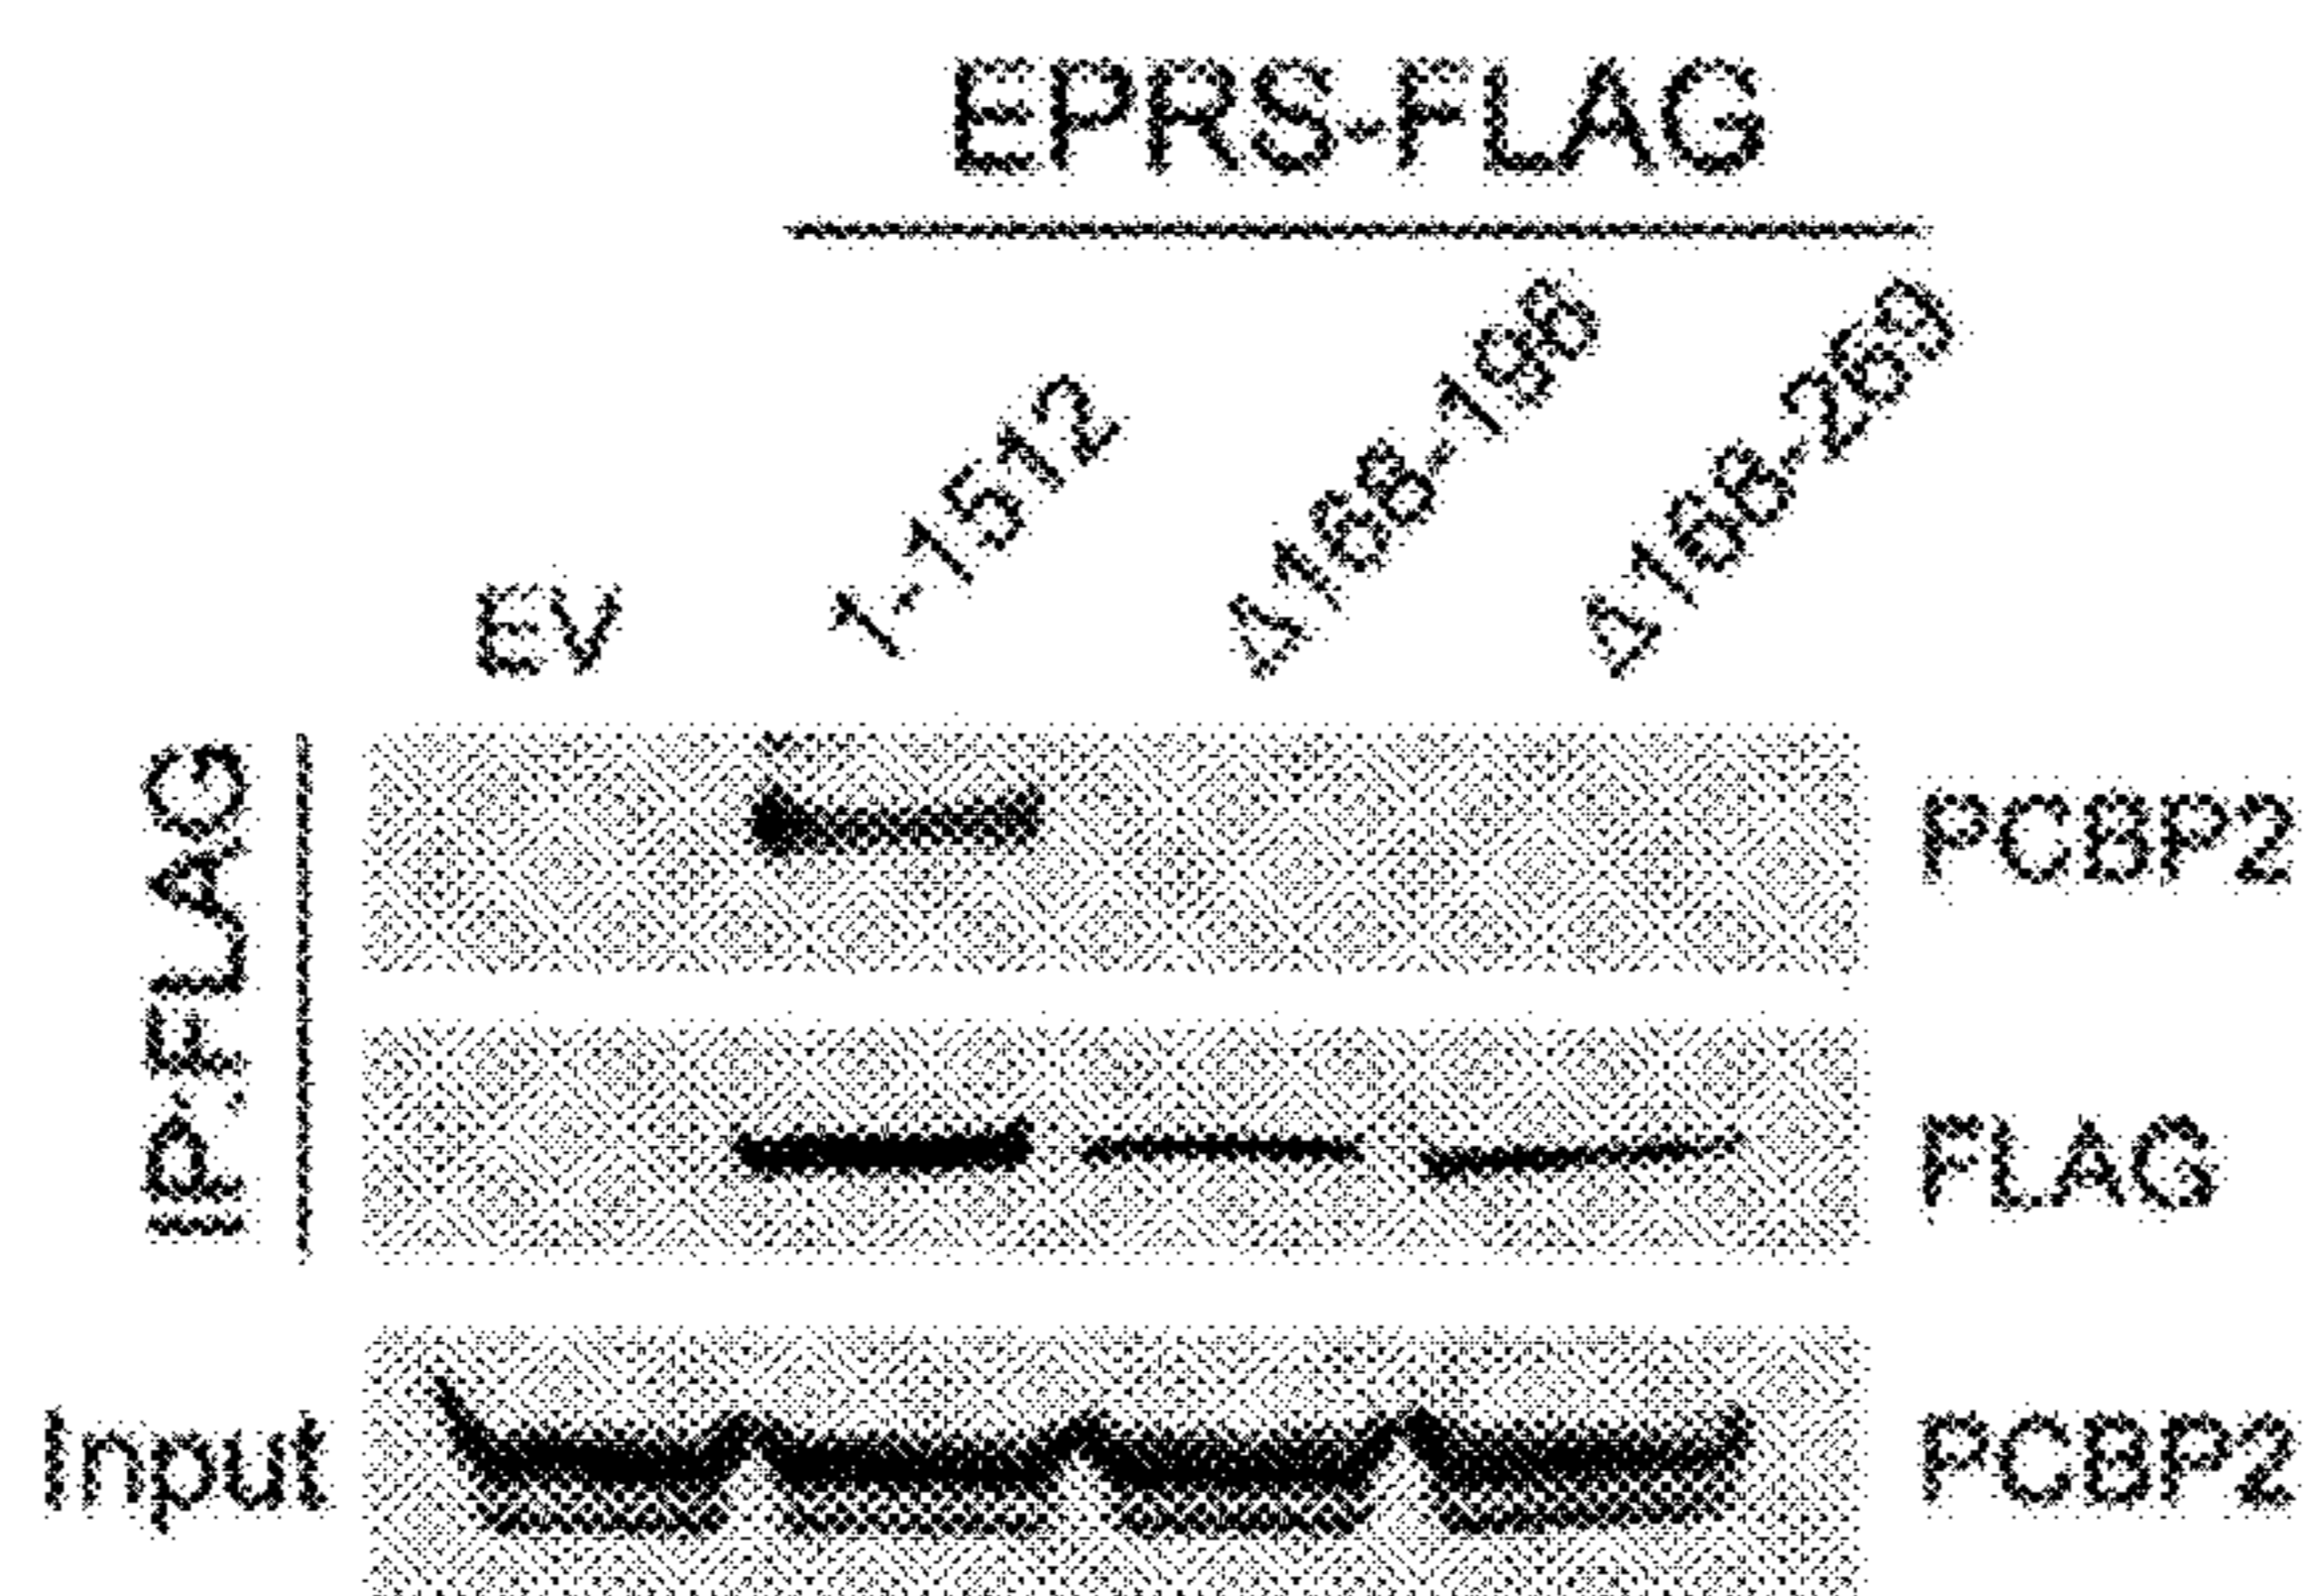 EPRS-FLAG
EV 1-1512 Δ168-196 Δ168-269
IP: FLAG
PCBP2
FLAG
Input PCBP2